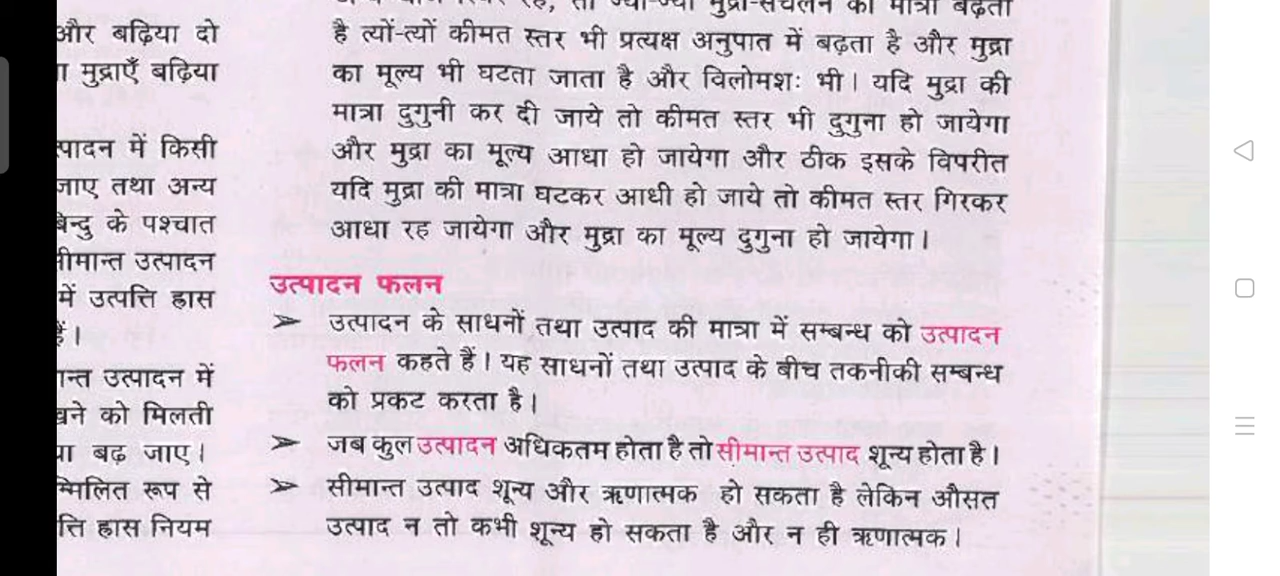 और बढ़िया दो
मुद्राएँ बढ़िया
में किसी
जाए तथा अन्य
के पश्चात
उत्पादन
में उत्पत्ति ह्रास
उत्पादन में
को मिलती
बढ़ जाए।
रूप से
ह्रास नियम
है त्यों-त्यों कीमत स्तर भी प्रत्यक्ष अनुपात में बढ़ता है और मुद्रा
का मूल्य भी घटता जाता है और विलोमशः भी। यदि मुद्रा की
मात्रा दुगुनी कर दी जाये तो कीमत स्तर भी दुगुना हो जायेगा
और मुद्रा का मूल्य आधा हो जायेगा और ठीक इसके विपरीत
यदि मुद्रा की मात्रा घटकर आधी हो जाये तो कीमत स्तर गिरकर
आधा रह जायेगा और मुद्रा का मूल्य दुगुना हो जायेगा।
उत्पादन फलन
➢ उत्पादन के साधनों तथा उत्पाद की मात्रा में सम्बन्ध को उत्पादन
फलन कहते हैं। यह साधनों तथा उत्पाद के बीच तकनीकी सम्बन्ध
को प्रकट करता है।
➢ जब कुल उत्पादन अधिकतम होता है तो सीमान्त उत्पाद शून्य होता है।
➢ सीमान्त उत्पाद शून्य और ऋणात्मक हो सकता है लेकिन औसत
उत्पाद न तो कभी शून्य हो सकता है और न ही ऋणात्मक।